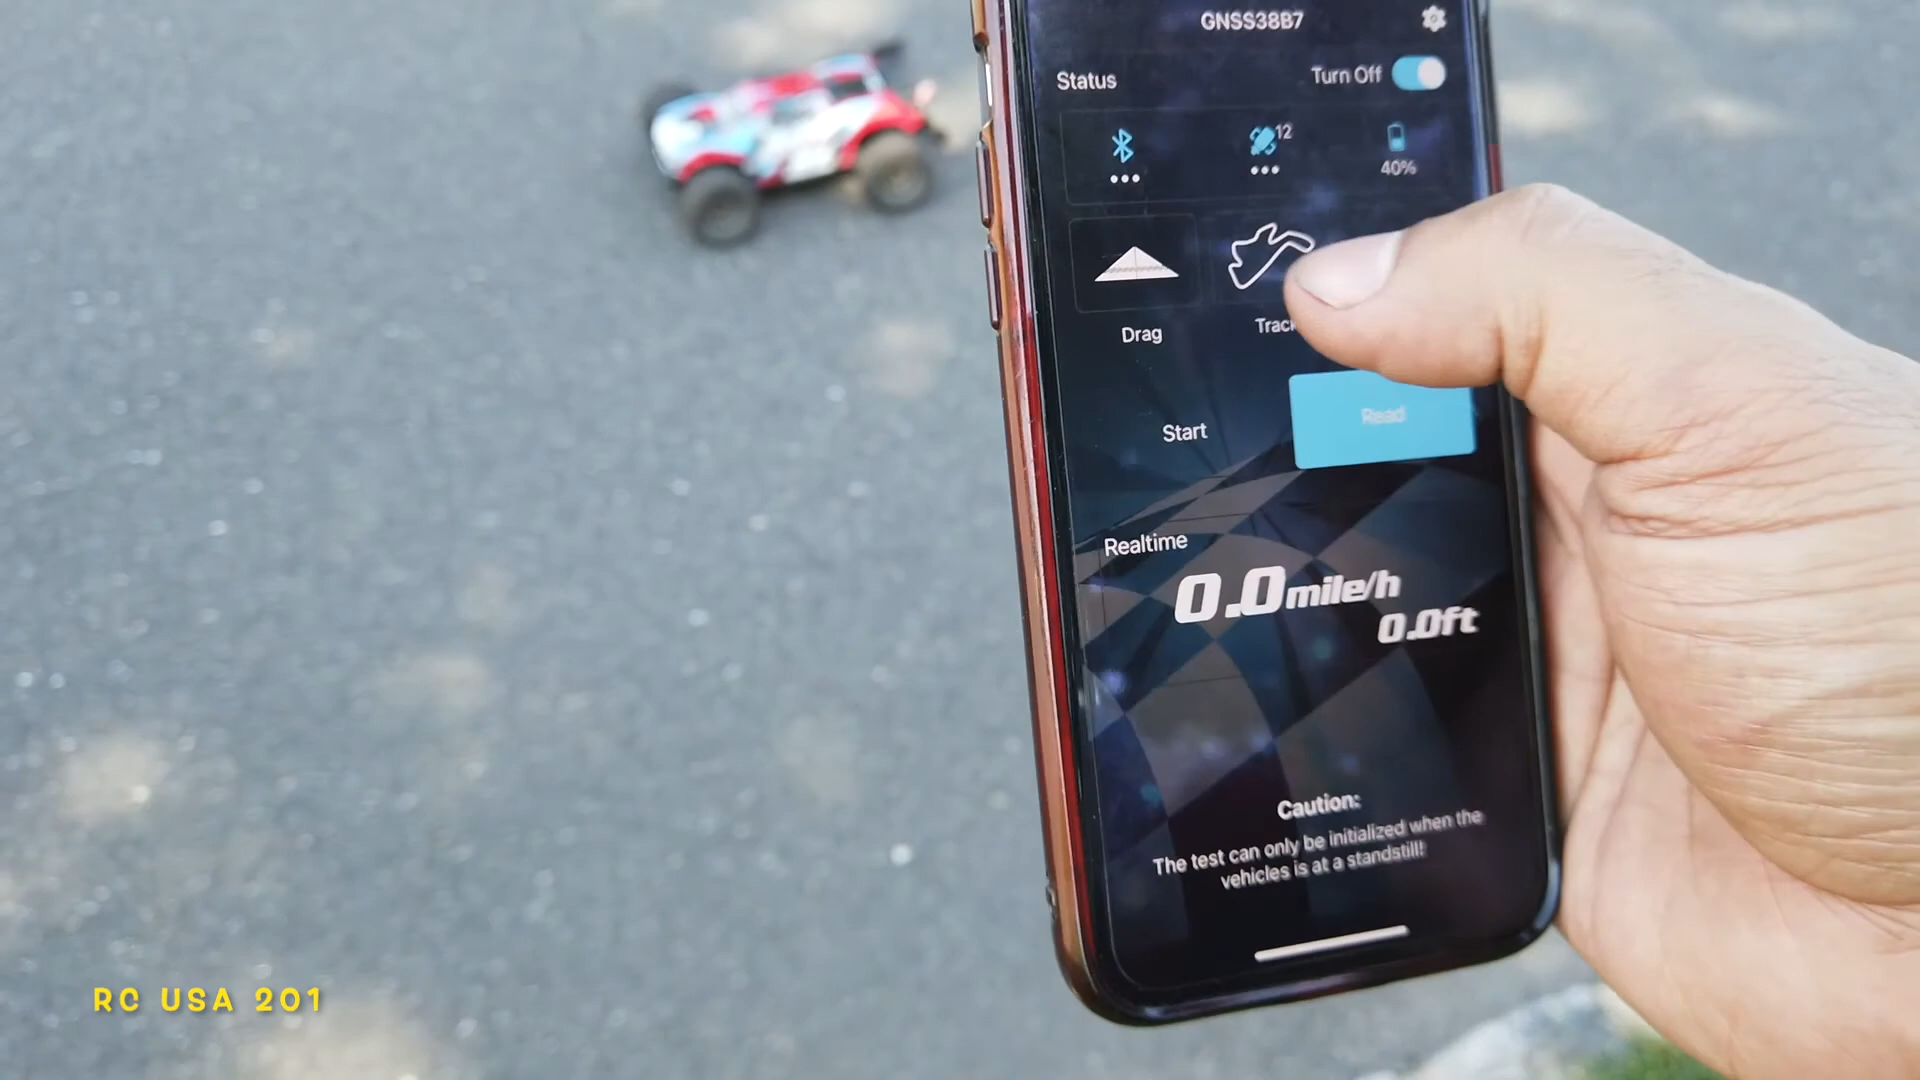 GNSS38B7
Status
Turn Off
12
40%
Drag
Track
Start
Read
Realtime
0.0mile/h
0.0ft
Caution:
The test can only be initialized when the
vehicles is at a standstill!
RC USA 201